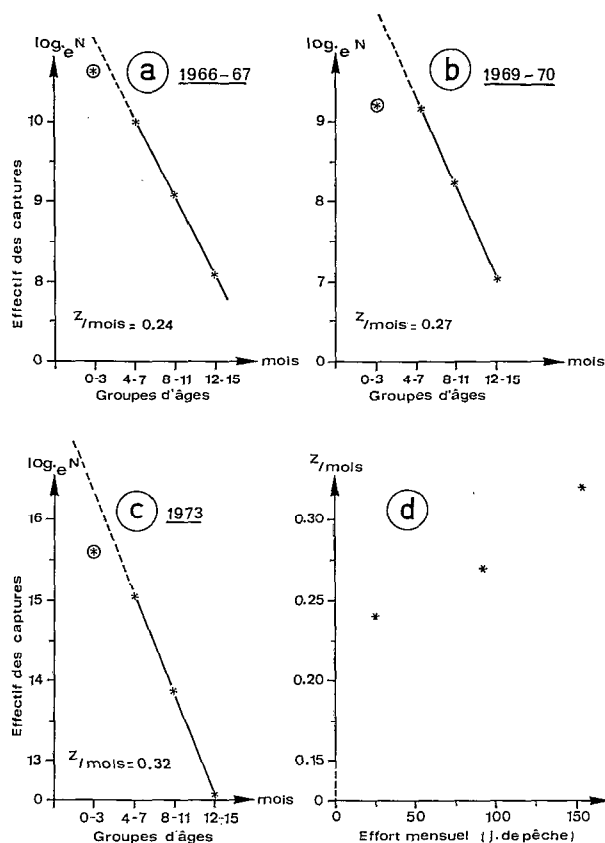 log.e N
a 1966-67
10
9
8
0
Effectif des captures
Z/mois = 0.24
mois
0-3 4-7 8-11 12-15
Groupes d'âges
log.e N
b 1969-70
9
8
7
0
Z/mois = 0.27
mois
0-3 4-7 8-11 12-15
Groupes d'âges
log.e N
c 1973
16
15
14
13
0
Effectif des captures
Z/mois = 0.32
mois
0-3 4-7 8-11 12-15
Groupes d'âges
Z/mois
d
0.30
0.25
0.20
0.15
0
0 50 100 150
Effort mensuel (j. de pêche)